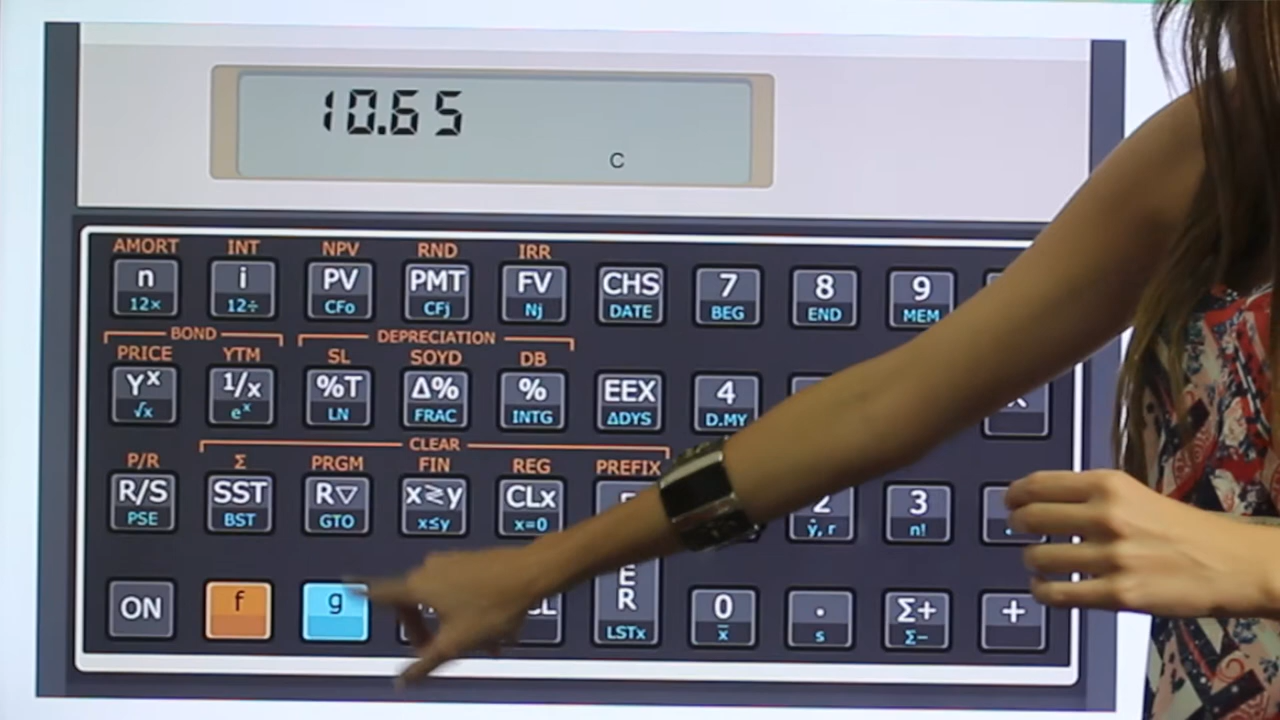 10.65
C
AMORT INT NPV RND IRR
n i PV PMT FV CHS 7 8 9
12× 12÷ CFo CFj Nj DATE BEG END MEM
BOND DEPRECIATION
PRICE YTM SL SOYD DB
Yˣ 1/x %T Δ% % EEX 4
√x eˣ LN FRAC INTG ΔDYS D.MY
CLEAR
P/R Σ PRGM FIN REG PREFIX
R/S SST R▽ x≷y CLx 2 3
PSE BST GTO x≤y x=0 ŷ, r n!
ON f g E R 0 · Σ+ +
LSTx x̄ s Σ−